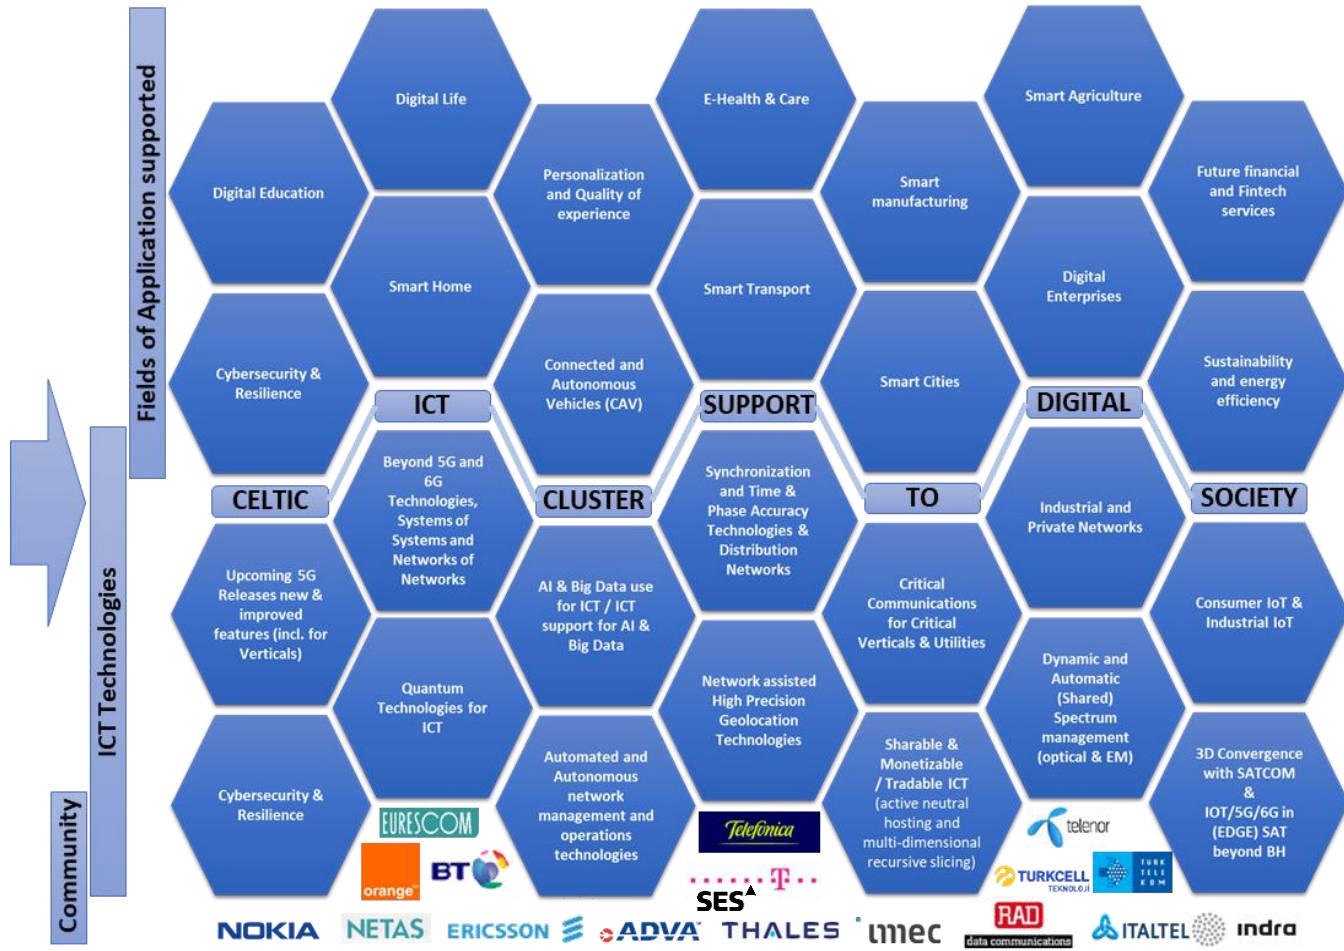 Fields of Application supported
ICT Technologies
Community
Digital Life
E-Health & Care
Smart Agriculture
Digital Education
Personalization
and Quality of
experience
Smart
manufacturing
Future financial
and Fintech
services
Smart Home
Smart Transport
Digital
Enterprises
Cybersecurity &
Resilience
Connected and
Autonomous
Vehicles (CAV)
Smart Cities
Sustainability
and energy
efficiency
CELTIC
ICT
CLUSTER
SUPPORT
TO
DIGITAL
SOCIETY
Beyond 5G and
6G
Technologies,
Systems of
Systems and
Networks of
Networks
Synchronization
and Time &
Phase Accuracy
Technologies &
Distribution
Networks
Industrial and
Private Networks
Upcoming 5G
Releases new &
improved
features (incl. for
Verticals)
AI & Big Data use
for ICT / ICT
support for AI &
Big Data
Critical
Communications
for Critical
Verticals & Utilities
Consumer IoT &
Industrial IoT
Quantum
Technologies for
ICT
Network assisted
High Precision
Geolocation
Technologies
Dynamic and
Automatic
(Shared)
Spectrum
management
(optical & EM)
Cybersecurity &
Resilience
Automated and
Autonomous
network
management and
operations
technologies
Sharable &
Monetizable
/ Tradable ICT
(active neutral
hosting and
multi-dimensional
recursive slicing)
3D Convergence
with SATCOM
&
IOT/5G/6G in
(EDGE) SAT
beyond BH
EURESCOM
orange™
BT
Telefónica
T
SES
telenor
TURKCELL
TEKNOLOJİ
TÜRK
TELE
KOM
NOKIA
NETAS
ERICSSON
ADVA
THALES
imec
RAD
data communications
ITALTEL
indra